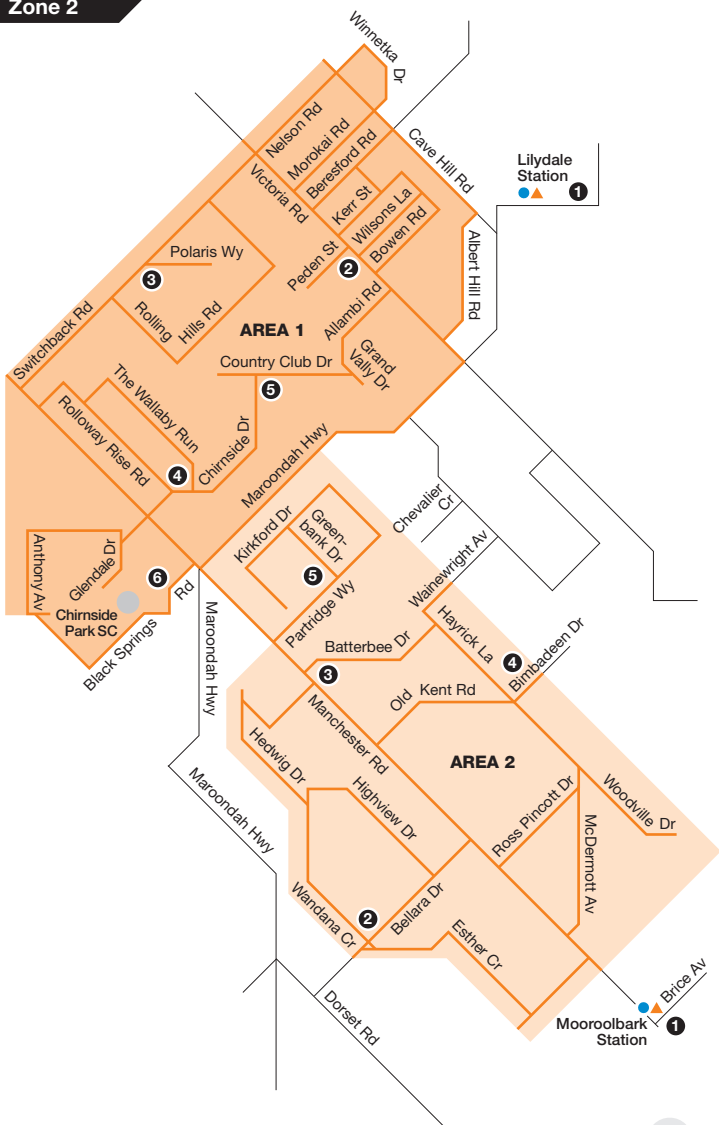 Zone 2
Winnetka
Dr
Nelson Rd
Morokai Rd
Beresford Rd
Cave Hill Rd
Victoria Rd
Kerr St
Wilsons La
Bowen Rd
Peden St
2
Lilydale
Station
1
Albert Hill Rd
Polaris Wy
3
Rolling
Hills Rd
Switchback Rd
AREA 1
Allambi Rd
Grand
Vally Dr
Country Club Dr
5
The Wallaby Run
Rolloway Rise Rd
4
Chirnside Dr
Maroondah Hwy
Anthony Av
Glendale Dr
6
Chirnside
Park SC
Black Springs
Rd
Maroondah Hwy
Kirkford Dr
Green-
bank Dr
5
Partridge Wy
Chevalier
Cr
Wainewright Av
Hayrick La
4
Bimbadeen Dr
Batterbee Dr
3
Old Kent Rd
Manchester Rd
AREA 2
Hedwig Dr
Highview Dr
Maroondah Hwy
Ross Pincott Dr
Woodville Dr
McDermott Av
Wandana Cr
2
Bellara Dr
Esther Cr
Dorset Rd
Brice Av
Mooroolbark
Station
1